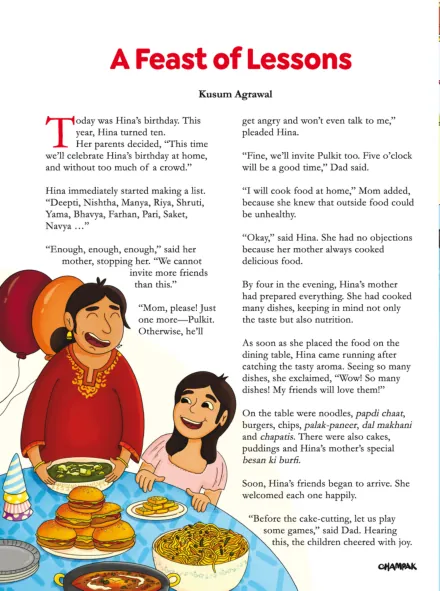 A Feast of Lessons
Kusum Agrawal
Today was Hina's birthday. This
year, Hina turned ten.
Her parents decided, "This time
we'll celebrate Hina's birthday at home,
and without too much of a crowd."
Hina immediately started making a list.
"Deepti, Nishtha, Manya, Riya, Shruti,
Yama, Bhavya, Farhan, Pari, Saket,
Navya …"
"Enough, enough, enough," said her
mother, stopping her. "We cannot
invite more friends
than this."
"Mom, please! Just
one more—Pulkit.
Otherwise, he'll
get angry and won't even talk to me,"
pleaded Hina.
"Fine, we'll invite Pulkit too. Five o'clock
will be a good time," Dad said.
"I will cook food at home," Mom added,
because she knew that outside food could
be unhealthy.
"Okay," said Hina. She had no objections
because her mother always cooked
delicious food.
By four in the evening, Hina's mother
had prepared everything. She had cooked
many dishes, keeping in mind not only
the taste but also nutrition.
As soon as she placed the food on the
dining table, Hina came running after
catching the tasty aroma. Seeing so many
dishes, she exclaimed, "Wow! So many
dishes! My friends will love them!"
On the table were noodles, papdi chaat,
burgers, chips, palak-paneer, dal makhani
and chapatis. There were also cakes,
puddings and Hina's mother's special
besan ki burfi.
Soon, Hina's friends began to arrive. She
welcomed each one happily.
"Before the cake-cutting, let us play
some games," said Dad. Hearing
this, the children cheered with joy.
CHAMPAK